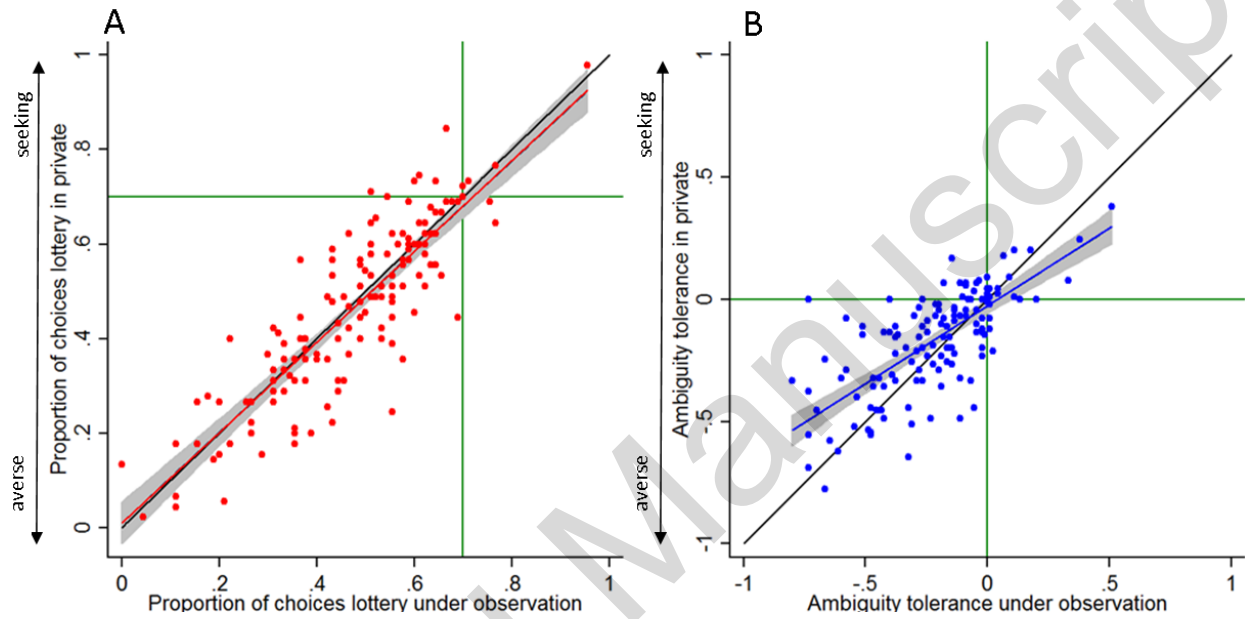 A
seeking
averse
Proportion of choices lottery in private
1
.8
.6
.4
.2
0
0 .2 .4 .6 .8 1
Proportion of choices lottery under observation
B
seeking
averse
Ambiguity tolerance in private
1
.5
0
-.5
-1
-1 -.5 0 .5 1
Ambiguity tolerance under observation
Manuscrip